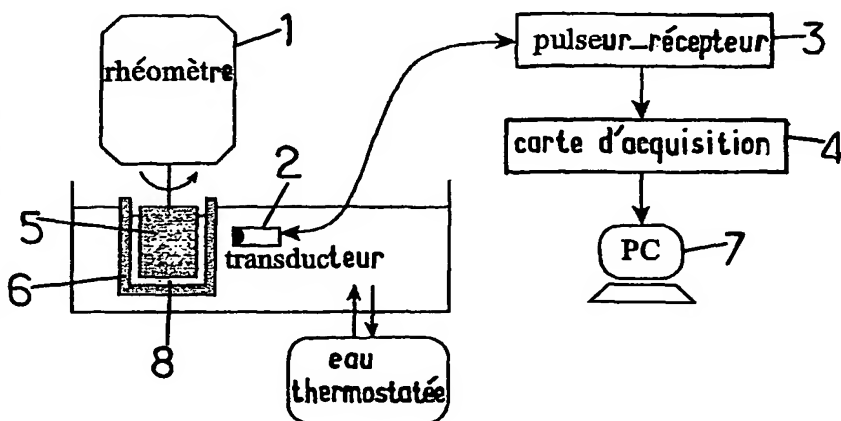 1
rhéomètre
pulseur_récepteur
3
carte d'acquisition
4
2
5
transducteur
6
PC
7
8
eau
thermostatée